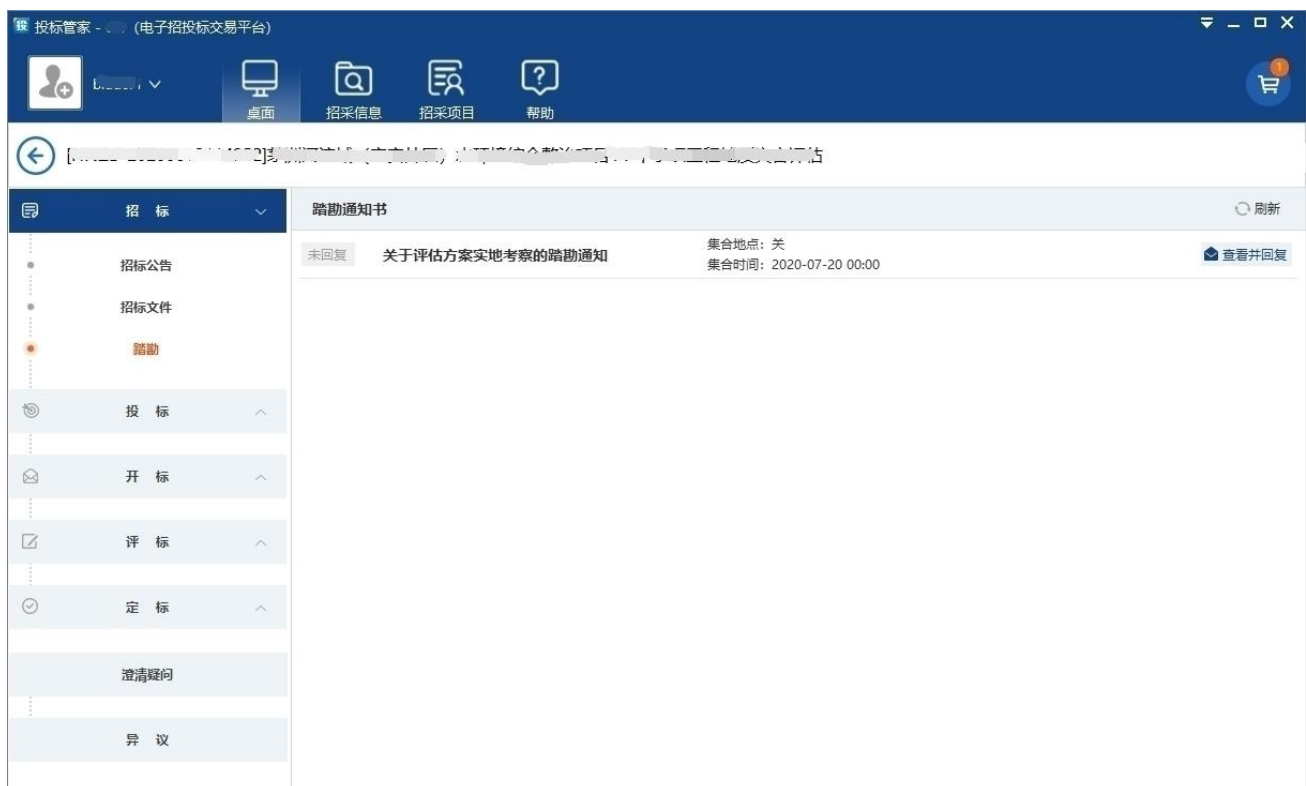 投 投标管家 - (电子招投标交易平台)
桌面 招采信息 招采项目 帮助
1
招 标
招标公告
招标文件
踏勘
投 标
开 标
评 标
定 标
澄清疑问
异 议
踏勘通知书 刷新
未回复 关于评估方案实地考察的踏勘通知
集合地点：关
集合时间：2020-07-20 00:00
查看并回复